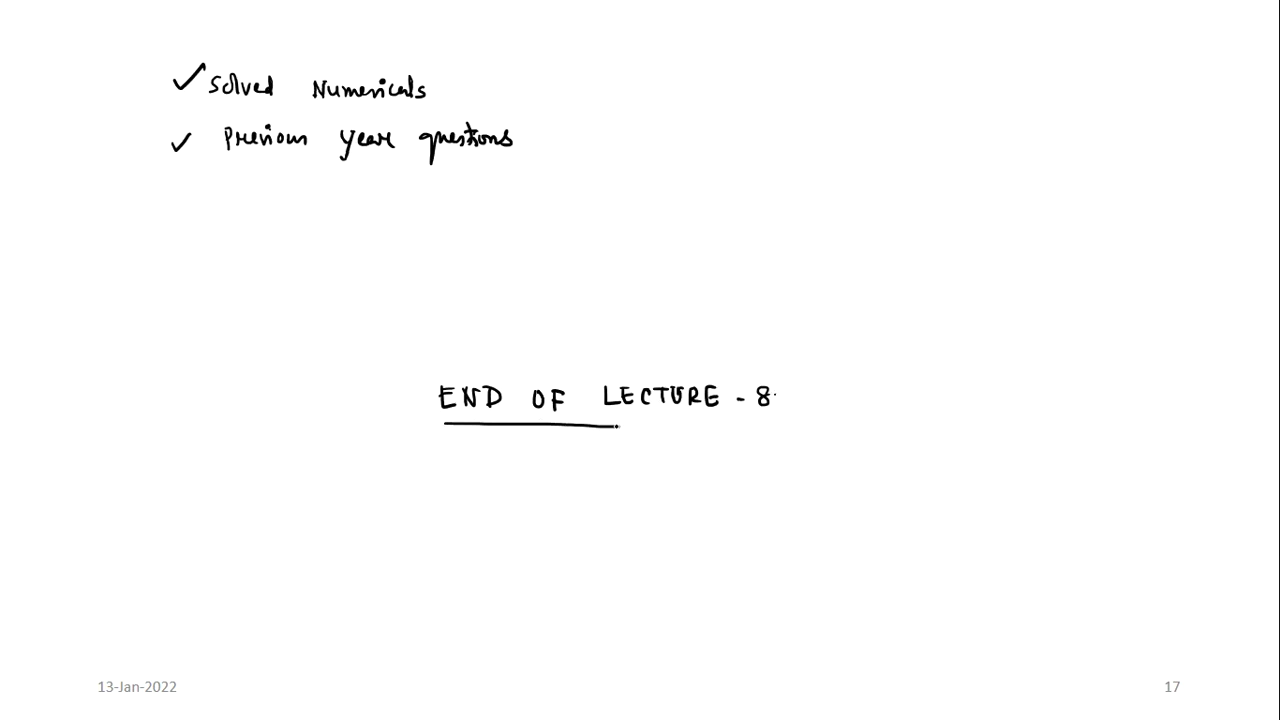 ✓ Solved Numericals
✓ Previous year questions
END OF LECTURE - 8
13-Jan-2022
17